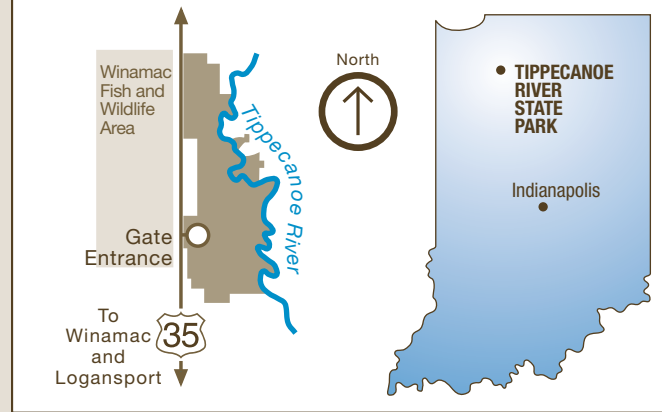 Winamac
Fish and
Wildlife
Area
Tippecanoe River
Gate
Entrance
To
Winamac
and
Logansport
35
North
TIPPECANOE
RIVER
STATE
PARK
Indianapolis